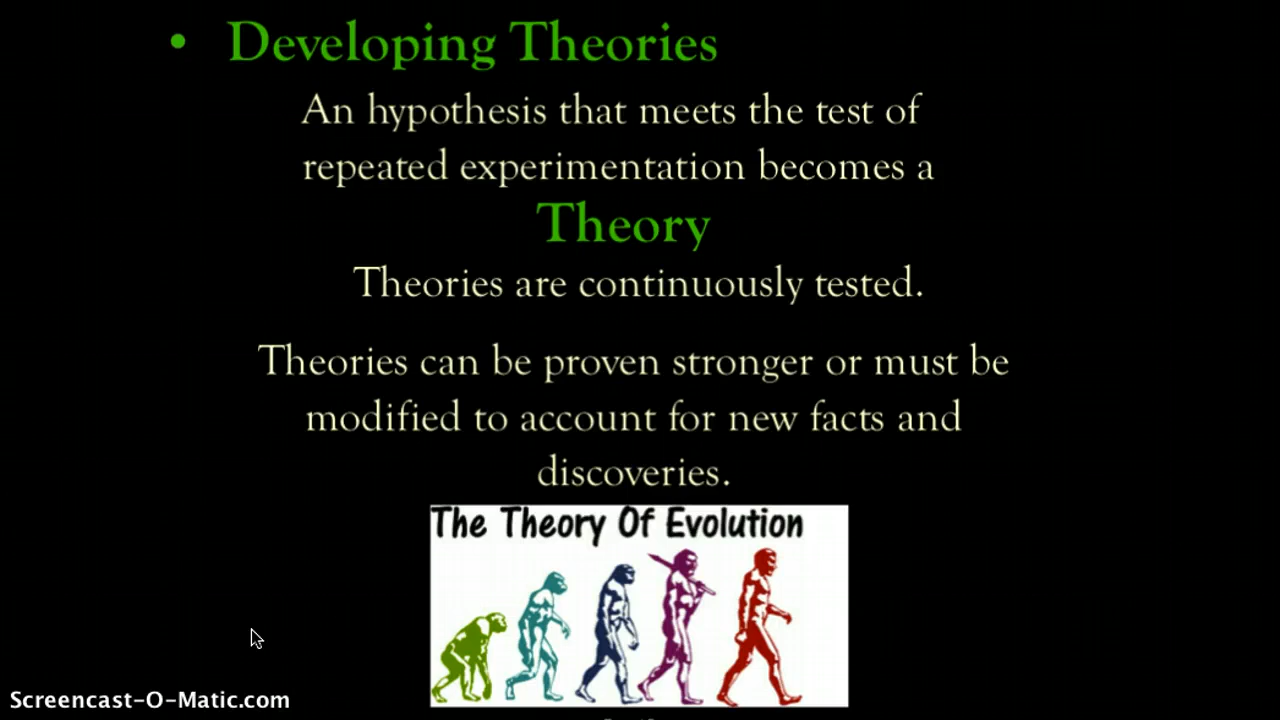 • Developing Theories
An hypothesis that meets the test of
repeated experimentation becomes a
Theory
Theories are continuously tested.
Theories can be proven stronger or must be
modified to account for new facts and
discoveries.
The Theory Of Evolution
Screencast-O-Matic.com